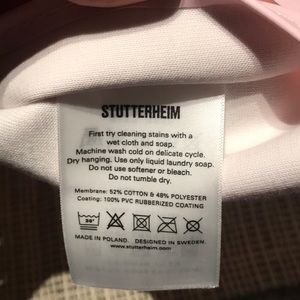 STUTTERHEIM
First try cleaning stains with a
wet cloth and soap.
Machine wash cold on delicate cycle.
Dry hanging. Use only liquid laundry soap.
Do not use softener or bleach.
Do not tumble dry.
Membrane: 52% COTTON & 48% POLYESTER
Coating: 100% PVC RUBBERIZED COATING
30°
MADE IN POLAND. DESIGNED IN SWEDEN.
www.stutterheim.com